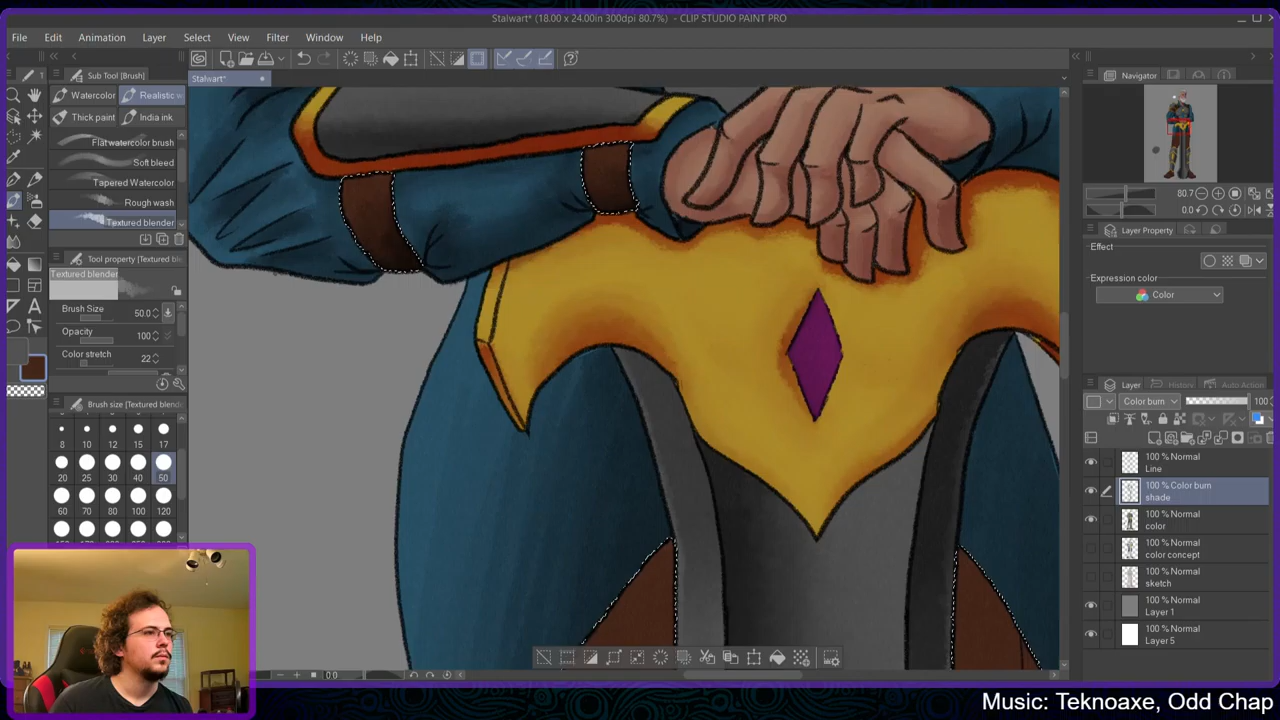 Stalwart* (18.00 x 24.00in 300dpi 80.7%) - CLIP STUDIO PAINT PRO
File Edit Animation Layer Select View Filter Window Help
Sub Tool [Brush]
Stalwart*
Navigator
Watercolor
Realistic w
Thick paint
India ink
Flatwatercolor brush
Soft bleed
Tapered Watercolor
Rough wash
Textured blender
Tool property [Textured ble
Textured blender
Brush Size 50.0
Opacity 100
Color stretch 22
Brush size [Textured blend
8 10 12 15 17
20 25 30 40 50
60 70 80 100 120
80.7
0.0
Layer Property
Effect
Expression color
Color
Layer History Auto Action
Color burn 100
100 % Normal
Line
100 % Color burn
shade
100 % Normal
color
100 % Normal
color concept
100 % Normal
sketch
100 % Normal
Layer 1
100 % Normal
Layer 5
Music: Teknoaxe, Odd Chap